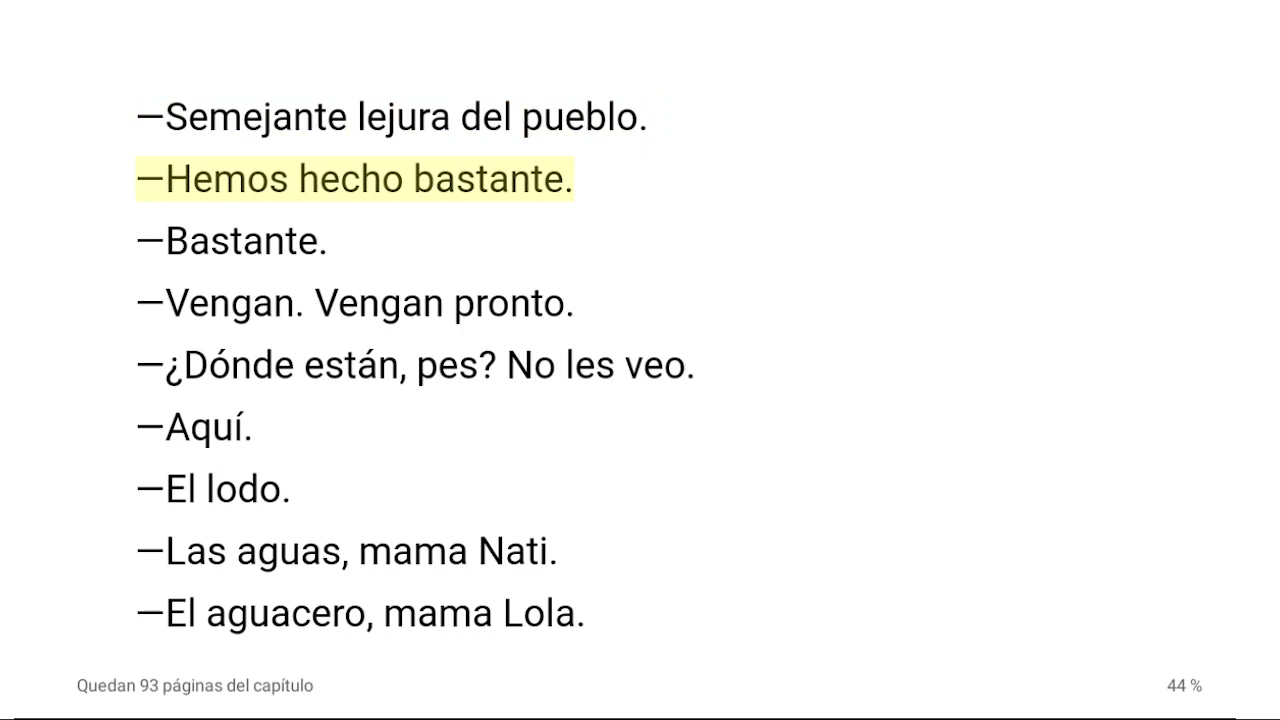 —Semejante lejura del pueblo.
—Hemos hecho bastante.
—Bastante.
—Vengan. Vengan pronto.
—¿Dónde están, pes? No les veo.
—Aquí.
—El lodo.
—Las aguas, mama Nati.
—El aguacero, mama Lola.
Quedan 93 páginas del capítulo
44 %